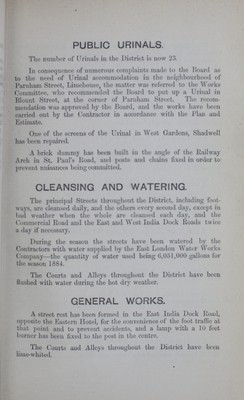 PUBLIC URINALS.
The number of Urinals in the District is now 23.
In consequence of numerous complaints made to the Board as
to the need of Urinal accommodation in the neighbourhood of
Parnham Street, Limehouse, the matter was referred to the Works
Committee, who recommended the Board to put up a Urinal in
Blount Street, at the corner of Parnham Street. The recom-
mendation was approved by the Board, and the works have been
carried out by the Contractor in accordance with the Plan and
Estimate.
One of the screens of the Urinal in West Gardens, Shadwell
has been repaired.
A brick dummy has been built in the angle of the Railway
Arch in St. Paul's Road, and posts and chains fixed in order to
prevent nuisances being committed.
CLEANSING AND WATERING.
The principal Streets throughout the District, including foot-
ways, are cleansed daily, and the others every second day, except in
bad weather when the whole are cleansed each day, and the
Commercial Road and the East and West India Dock Roads twice
a day if necessary.
During the season the streets have been watered by the
Contractors with water supplied by the East London Water Works
Company—the quantity of water used being 6,051,000 gallons for
the season 1884.
The Courts and Alleys throughout the District have been
flushed with water during the hot dry weather.
GENERAL WORKS.
A street rest has been formed in the East India Dock Road,
opposite the Eastern Hotel, for the convenience of the foot traffic at
that point and to prevent accidents, and a lamp with a 10 feet
burner has been fixed to the post in the centre.
The Courts and Alleys throughout the District have been
lime-whited.